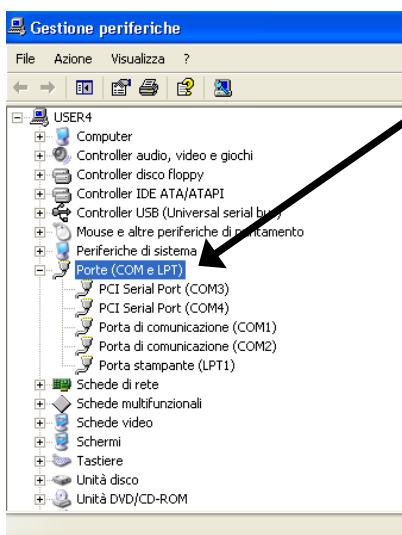 Gestione periferiche
File Azione Visualizza ?
USER4
Computer
Controller audio, video e giochi
Controller disco floppy
Controller IDE ATA/ATAPI
Controller USB (Universal serial bus)
Mouse e altre periferiche di puntamento
Periferiche di sistema
Porte (COM e LPT)
PCI Serial Port (COM3)
PCI Serial Port (COM4)
Porta di comunicazione (COM1)
Porta di comunicazione (COM2)
Porta stampante (LPT1)
Schede di rete
Schede multifunzionali
Schede video
Schermi
Tastiere
Unità disco
Unità DVD/CD-ROM